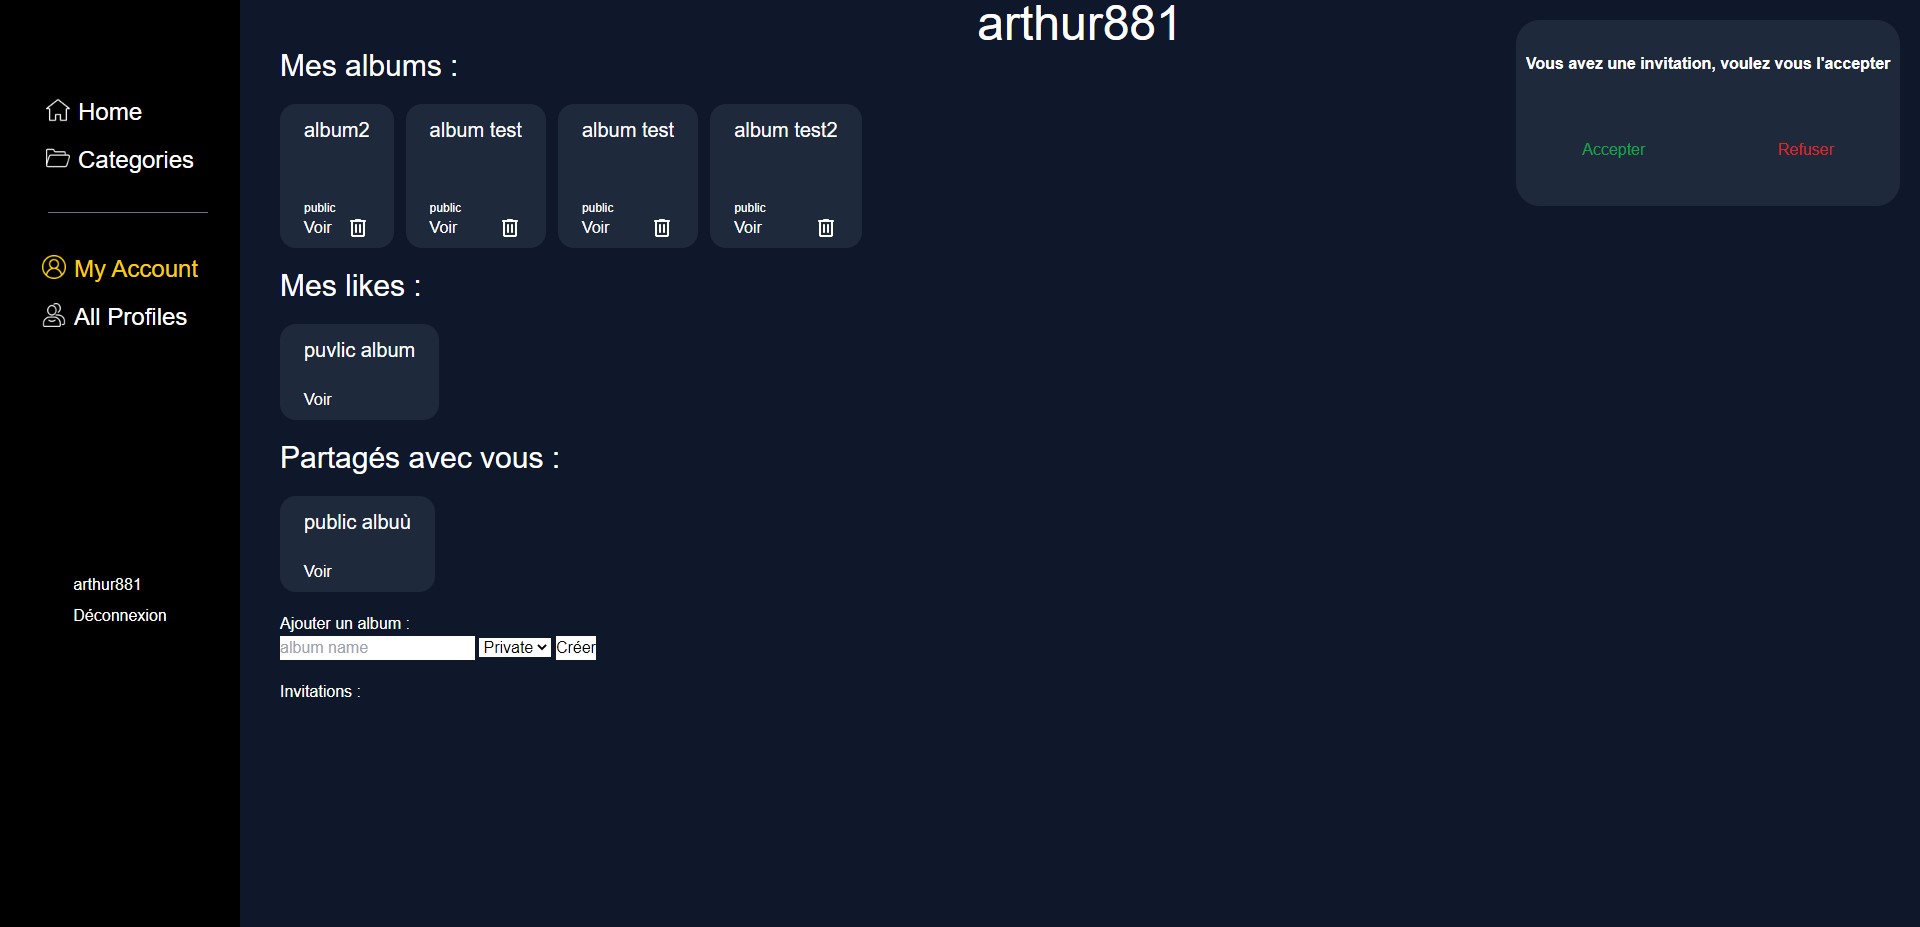 Home
Categories
My Account
All Profiles
arthur881
Déconnexion
arthur881
Mes albums :
album2
public
Voir
album test
public
Voir
album test
public
Voir
album test2
public
Voir
Mes likes :
puvlic album
Voir
Partagés avec vous :
public albuù
Voir
Ajouter un album :
album name Private Créer
Invitations :
Vous avez une invitation, voulez vous l'accepter
Accepter Refuser